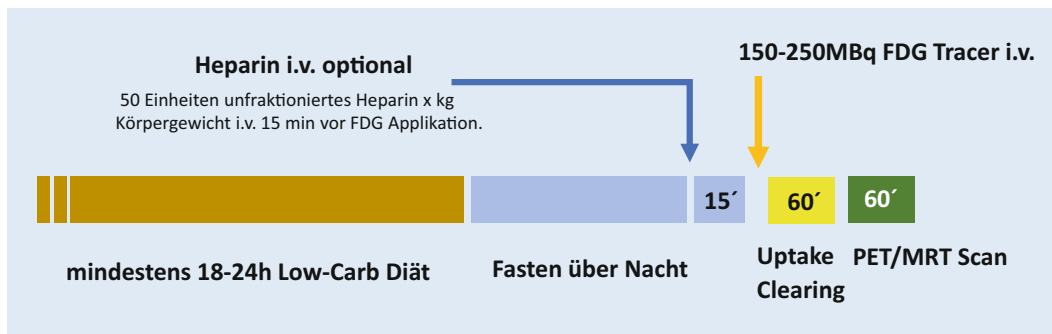 Heparin i.v. optional
50 Einheiten unfraktioniertes Heparin x kg
Körpergewicht i.v. 15 min vor FDG Applikation.
150-250MBq FDG Tracer i.v.
15´
60´
60´
mindestens 18-24h Low-Carb Diät
Fasten über Nacht
Uptake
Clearing
PET/MRT Scan